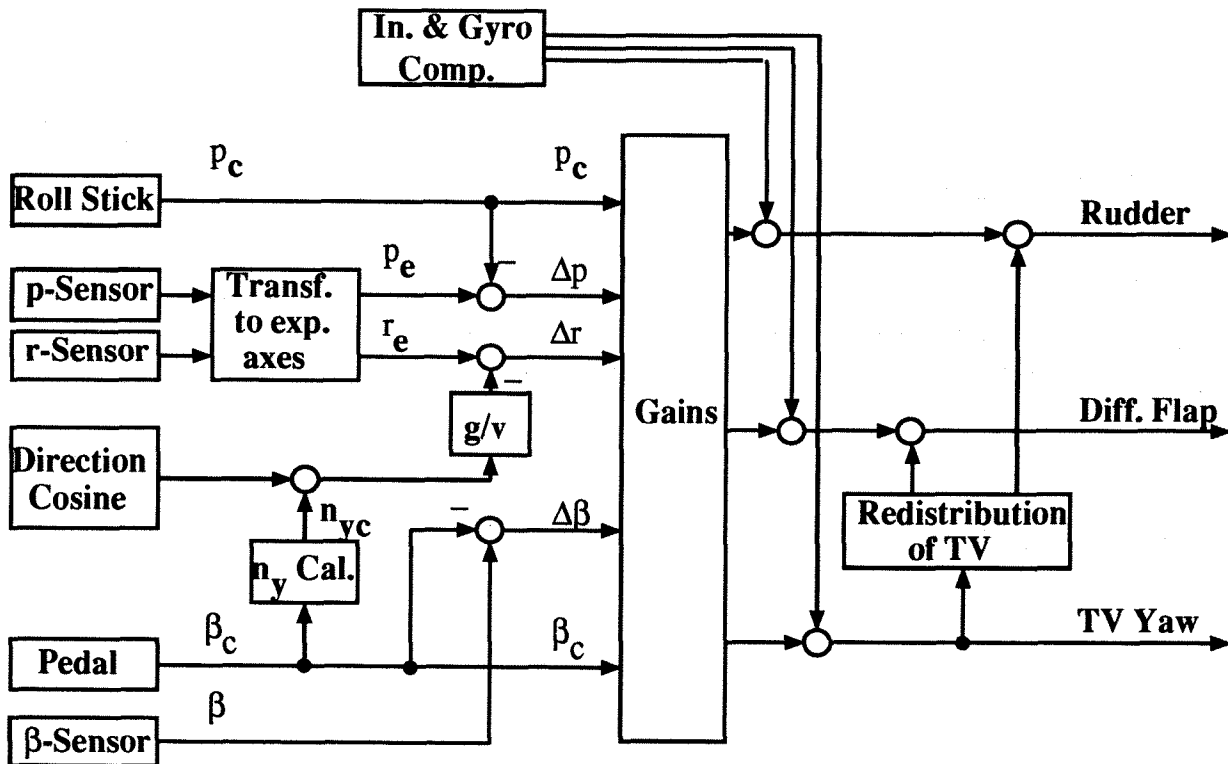 In. & Gyro
Comp.
p_c
p_c
Roll Stick
Rudder
p_e
−
Δp
p-Sensor
Transf.
to exp.
axes
r-Sensor
r_e
Δr
−
g/v
Gains
Diff. Flap
Direction
Cosine
n_yc
−
Δβ
Redistribution
of TV
n_y Cal.
β_c
β_c
TV Yaw
Pedal
β
β-Sensor